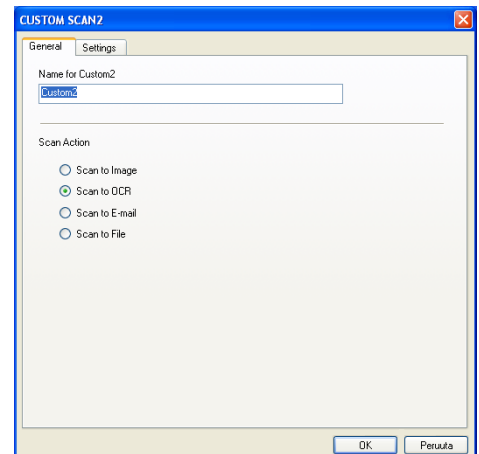 CUSTOM SCAN2
General Settings
Name for Custom2
Custom2
Scan Action
Scan to Image
Scan to OCR
Scan to E-mail
Scan to File
OK Peruuta